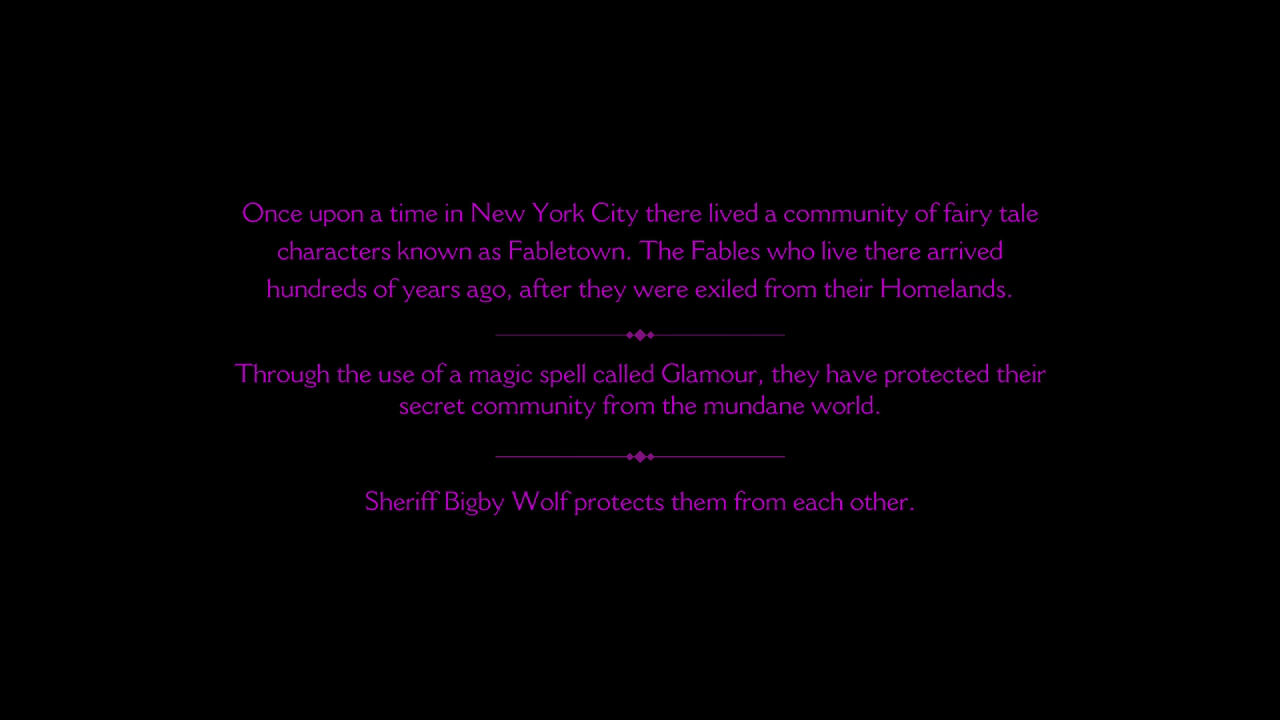 Once upon a time in New York City there lived a community of fairy tale
characters known as Fabletown. The Fables who live there arrived
hundreds of years ago, after they were exiled from their Homelands.
Through the use of a magic spell called Glamour, they have protected their
secret community from the mundane world.
Sheriff Bigby Wolf protects them from each other.